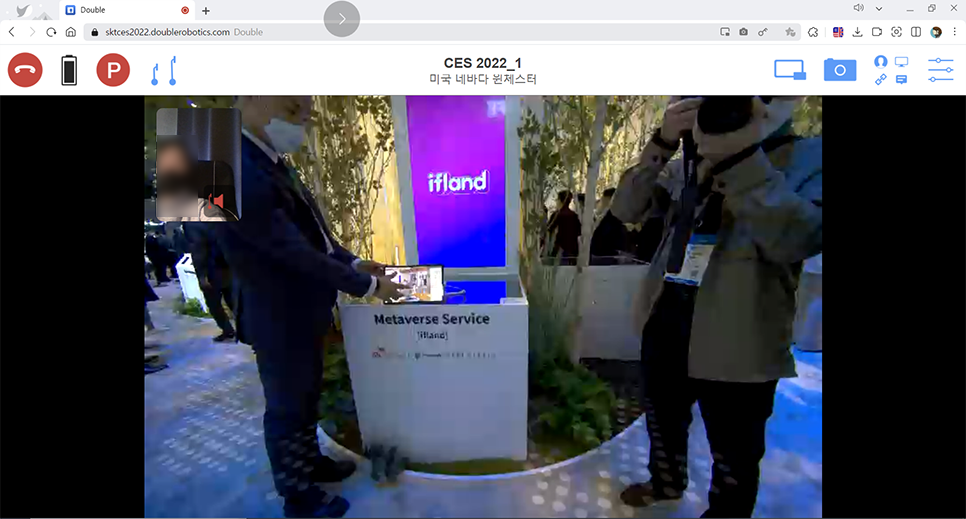 Double
sktces2022.doublerobotics.com Double
P
CES 2022_1
미국 네바다 윈제스터
ifland
Metaverse Service
[ifland]